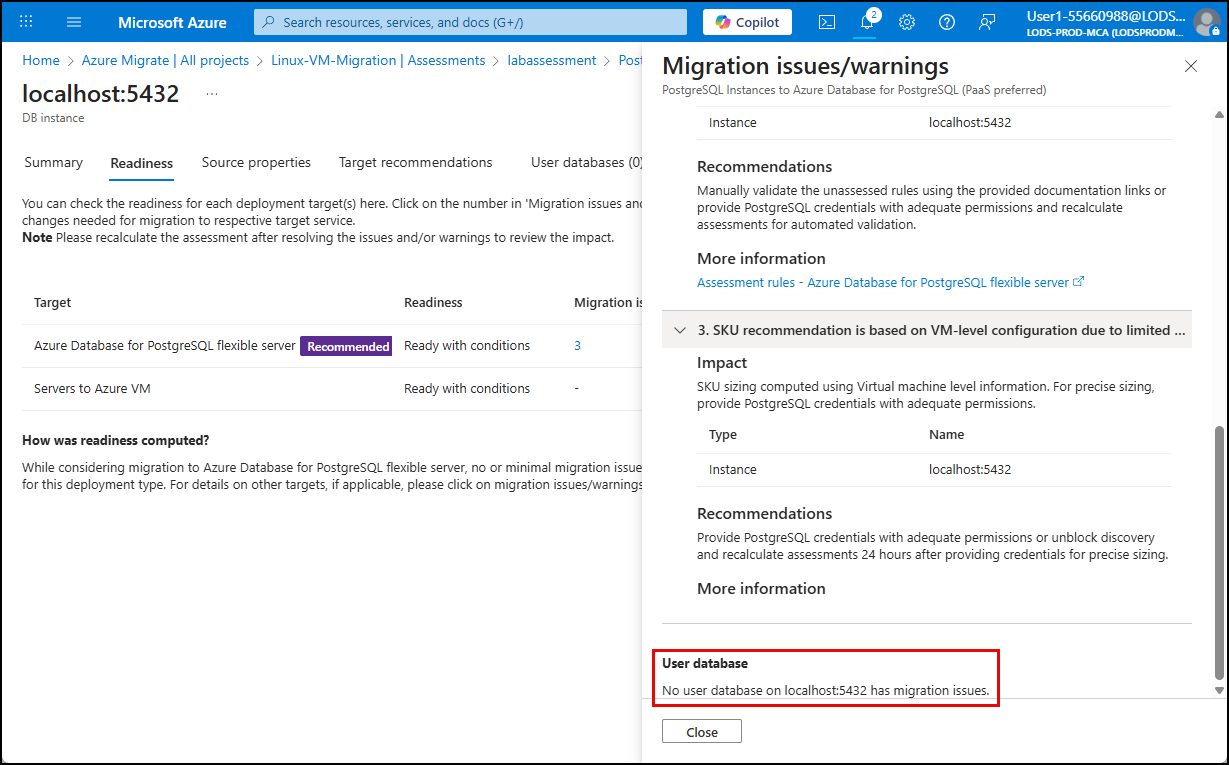 Microsoft Azure
Search resources, services, and docs (G+/)
Copilot
2
User1-55660988@LODS...
LODS-PROD-MCA (LODSPRODM...
Home > Azure Migrate | All projects > Linux-VM-Migration | Assessments > labassessment > Post
localhost:5432 ...
DB instance
Summary Readiness Source properties Target recommendations User databases (0)
You can check the readiness for each deployment target(s) here. Click on the number in 'Migration issues and
changes needed for migration to respective target service.
Note Please recalculate the assessment after resolving the issues and/or warnings to review the impact.
Target Readiness Migration is
Azure Database for PostgreSQL flexible server Recommended Ready with conditions 3
Servers to Azure VM Ready with conditions -
How was readiness computed?
While considering migration to Azure Database for PostgreSQL flexible server, no or minimal migration issue
for this deployment type. For details on other targets, if applicable, please click on migration issues/warnings
Migration issues/warnings
PostgreSQL Instances to Azure Database for PostgreSQL (PaaS preferred)
Instance localhost:5432
Recommendations
Manually validate the unassessed rules using the provided documentation links or
provide PostgreSQL credentials with adequate permissions and recalculate
assessments for automated validation.
More information
Assessment rules - Azure Database for PostgreSQL flexible server
3. SKU recommendation is based on VM-level configuration due to limited ...
Impact
SKU sizing computed using Virtual machine level information. For precise sizing,
provide PostgreSQL credentials with adequate permissions.
Type Name
Instance localhost:5432
Recommendations
Provide PostgreSQL credentials with adequate permissions or unblock discovery
and recalculate assessments 24 hours after providing credentials for precise sizing.
More information
User database
No user database on localhost:5432 has migration issues.
Close